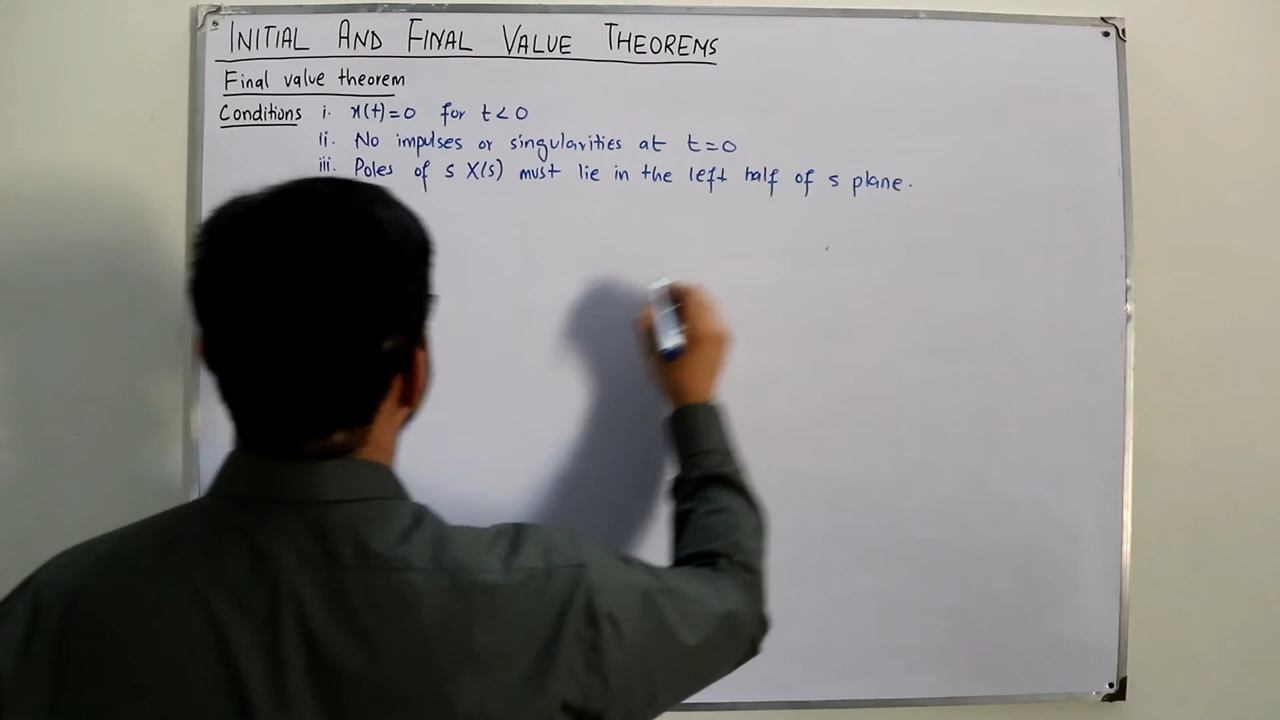 INITIAL AND FINAL VALUE THEOREMS
Final value theorem
Conditions i. x(t)=0 for t<0
ii. No impulses or singularities at t=0
iii. Poles of s X(s) must lie in the left half of s plane.